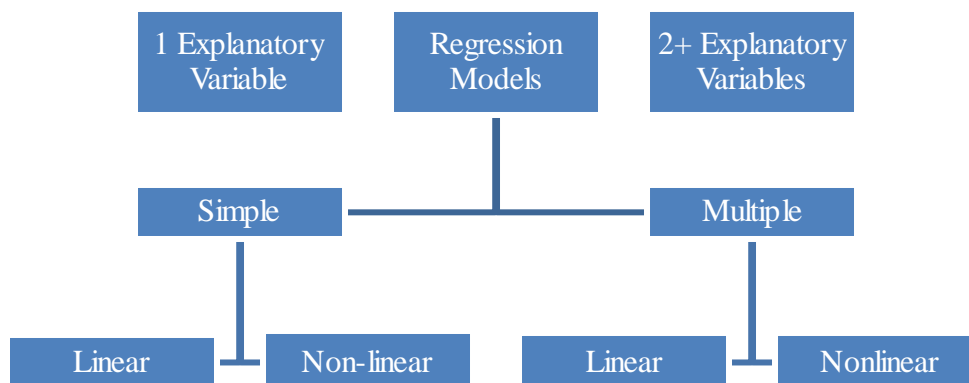 1 Explanatory
Variable
Regression
Models
2+ Explanatory
Variables
Simple
Multiple
Linear
Non-linear
Linear
Nonlinear